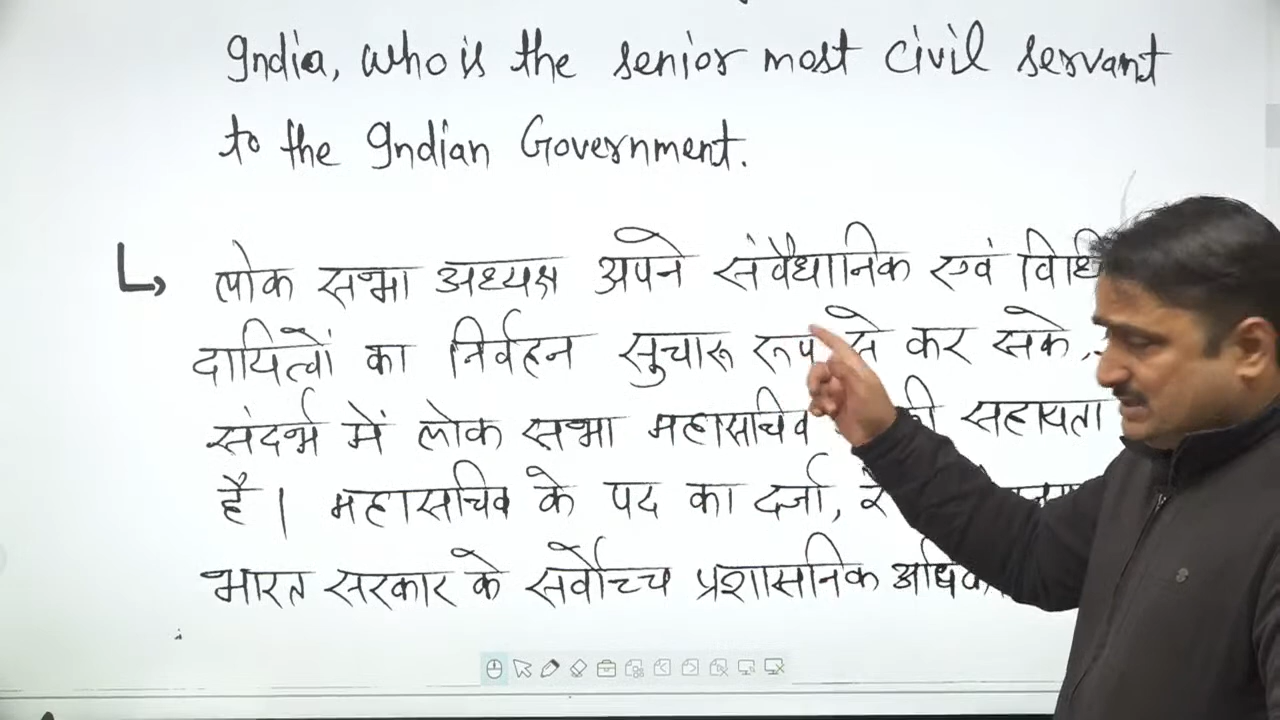 India, who is the senior most civil servant
to the Indian Government.
लोक सभा अध्यक्ष अपने संवैधानिक एवं
दायित्वों का निर्वहन सुचारू रूप से कर सके,
संदर्भ में लोक सभा महासचिव सहायता
है। महासचिव के पद का दर्जा,
भारत सरकार के सर्वोच्च प्रशासनिक